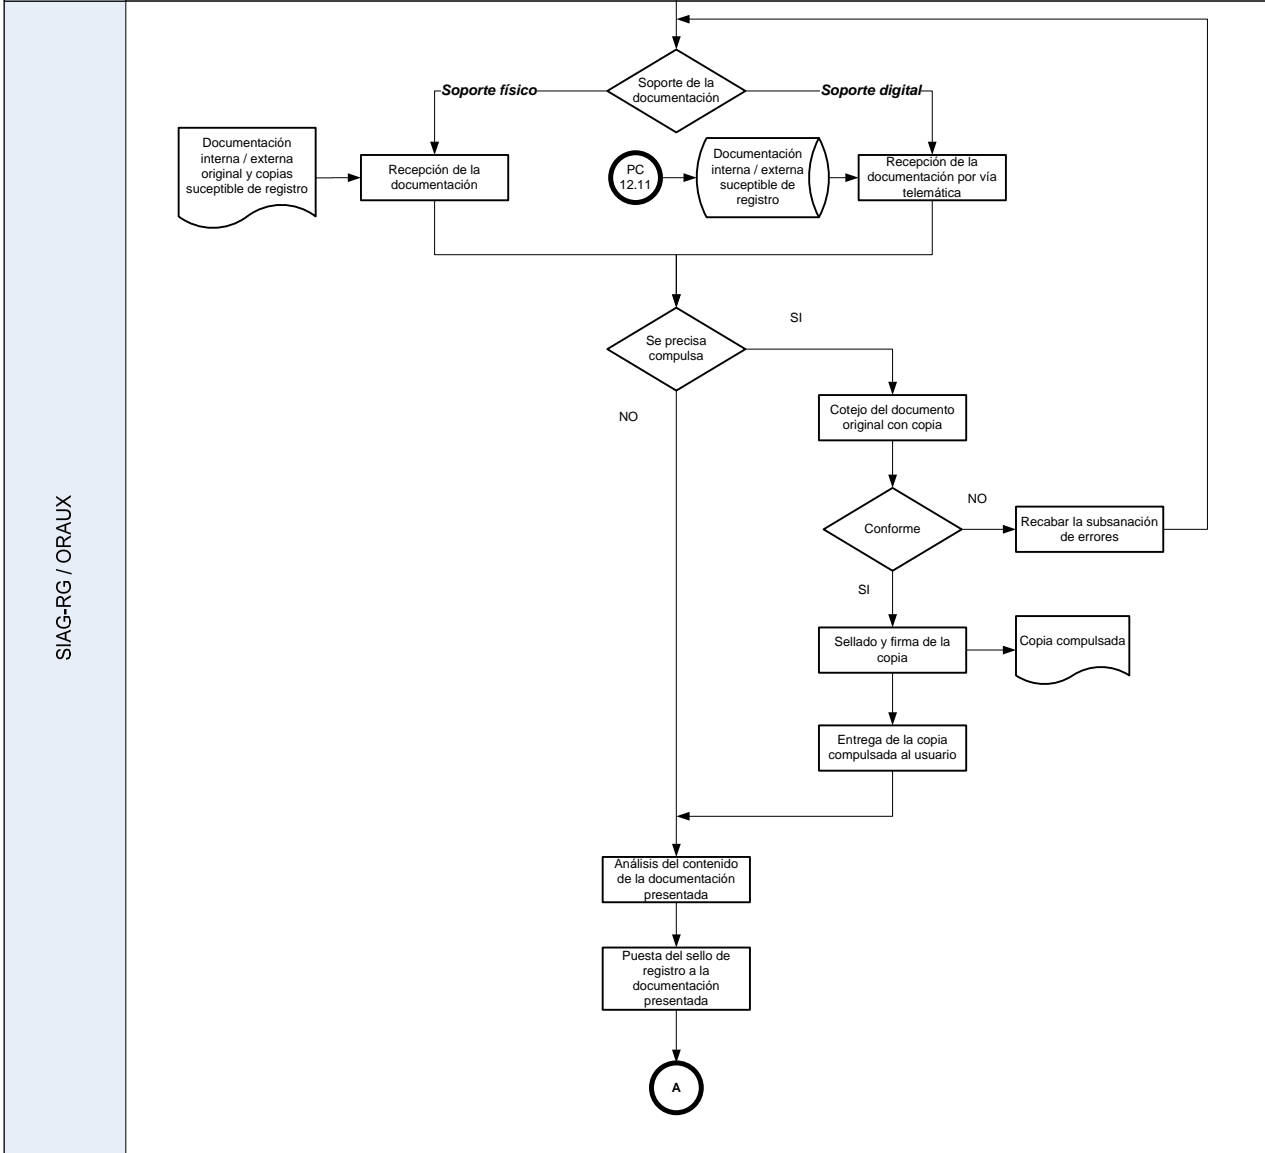 SIAG-RG / ORAUX
Soporte de la
documentación
Soporte físico
Soporte digital
Documentación
interna / externa
original y copias
suceptible de registro
Recepción de la
documentación
PC
12.11
Documentación
interna / externa
suceptible de
registro
Recepción de la
documentación por vía
telemática
Se precisa
compulsa
SI
NO
Cotejo del documento
original con copia
Conforme
NO
Recabar la subsanación
de errores
SI
Sellado y firma de la
copia
Copia compulsada
Entrega de la copia
compulsada al usuario
Análisis del contenido
de la documentación
presentada
Puesta del sello de
registro a la
documentación
presentada
A